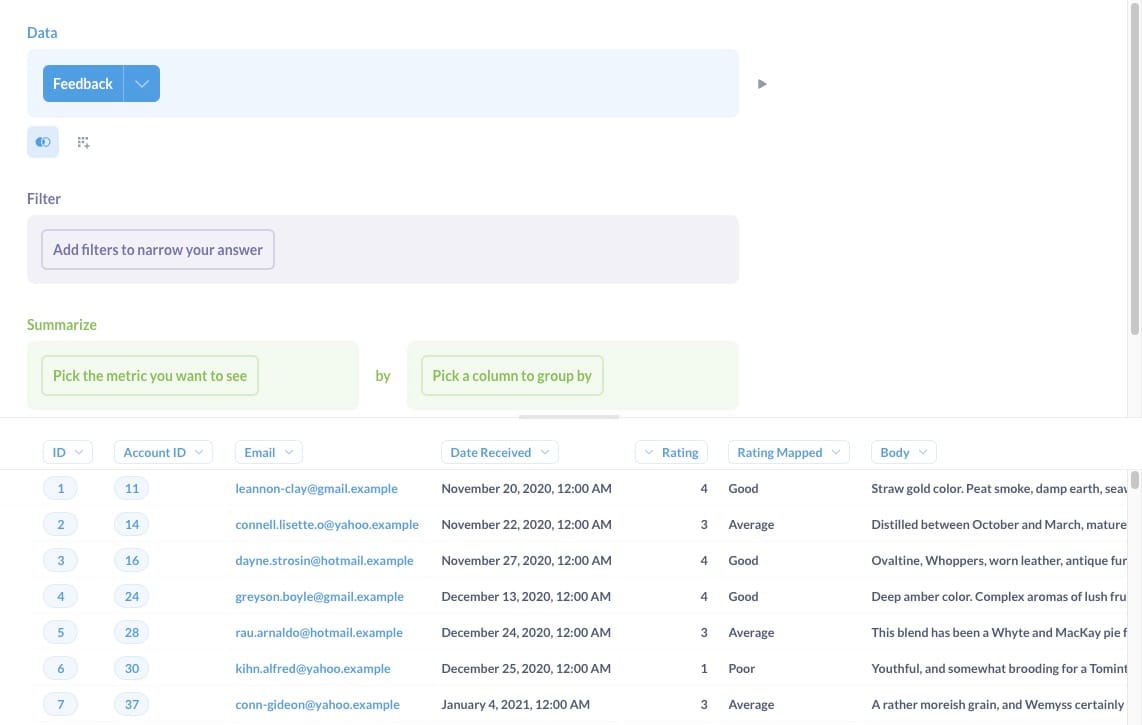 Data
Feedback
Filter
Add filters to narrow your answer
Summarize
Pick the metric you want to see by Pick a column to group by
ID Account ID Email Date Received Rating Rating Mapped Body
1 11 leannon-clay@gmail.example November 20, 2020, 12:00 AM 4 Good Straw gold color. Peat smoke, damp earth, seav
2 14 connell.lisette.o@yahoo.example November 22, 2020, 12:00 AM 3 Average Distilled between October and March, mature
3 16 dayne.strosin@hotmail.example November 27, 2020, 12:00 AM 4 Good Ovaltine, Whoppers, worn leather, antique fur
4 24 greyson.boyle@gmail.example December 13, 2020, 12:00 AM 4 Good Deep amber color. Complex aromas of lush fru
5 28 rau.arnaldo@hotmail.example December 24, 2020, 12:00 AM 3 Average This blend has been a Whyte and MacKay pie f
6 30 kihn.alfred@yahoo.example December 25, 2020, 12:00 AM 1 Poor Youthful, and somewhat brooding for a Tomint
7 37 conn-gideon@yahoo.example January 4, 2021, 12:00 AM 3 Average A rather moreish grain, and Wemyss certainly